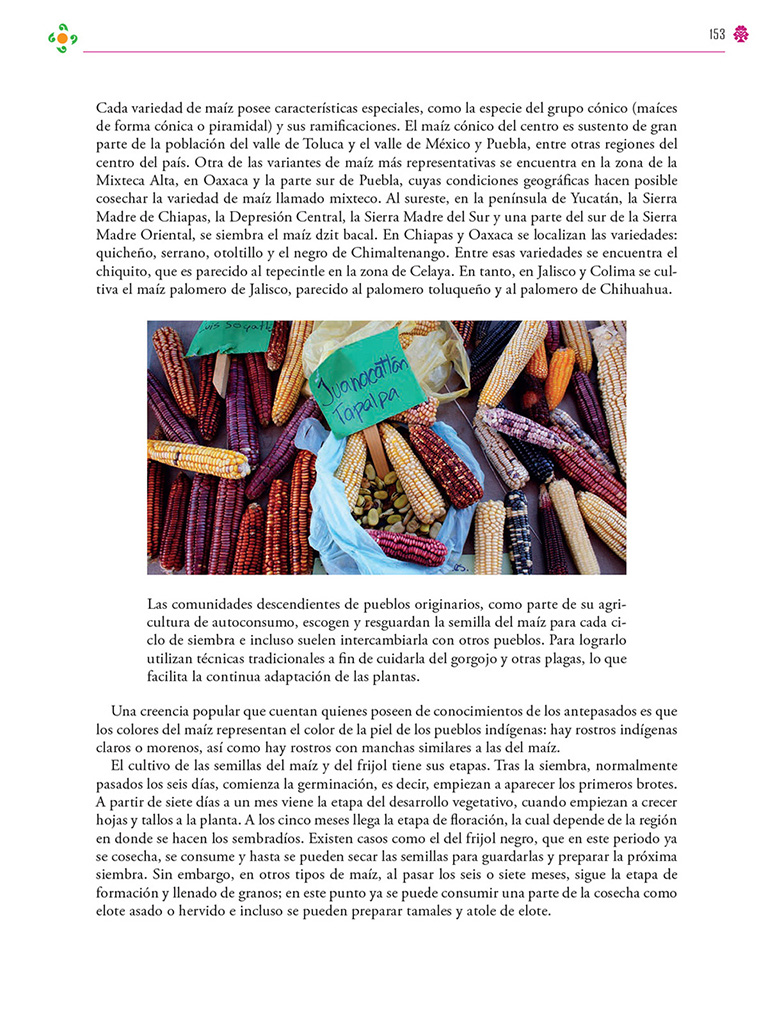 153
Cada variedad de maíz posee características especiales, como la especie del grupo cónico (maíces
de forma cónica o piramidal) y sus ramificaciones. El maíz cónico del centro es sustento de gran
parte de la población del valle de Toluca y el valle de México y Puebla, entre otras regiones del
centro del país. Otra de las variantes de maíz más representativas se encuentra en la zona de la
Mixteca Alta, en Oaxaca y la parte sur de Puebla, cuyas condiciones geográficas hacen posible
cosechar la variedad de maíz llamado mixteco. Al sureste, en la península de Yucatán, la Sierra
Madre de Chiapas, la Depresión Central, la Sierra Madre del Sur y una parte del sur de la Sierra
Madre Oriental, se siembra el maíz dzit bacal. En Chiapas y Oaxaca se localizan las variedades:
quicheño, serrano, otoltillo y el negro de Chimaltenango. Entre esas variedades se encuentra el
chiquito, que es parecido al tepecintle en la zona de Celaya. En tanto, en Jalisco y Colima se cul-
tiva el maíz palomero de Jalisco, parecido al palomero toluqueño y al palomero de Chihuahua.
Luis Soyatl
Juanacatlán
Tapalpa
Las comunidades descendientes de pueblos originarios, como parte de su agri-
cultura de autoconsumo, escogen y resguardan la semilla del maíz para cada ci-
clo de siembra e incluso suelen intercambiarla con otros pueblos. Para lograrlo
utilizan técnicas tradicionales a fin de cuidarla del gorgojo y otras plagas, lo que
facilita la continua adaptación de las plantas.
Una creencia popular que cuentan quienes poseen de conocimientos de los antepasados es que
los colores del maíz representan el color de la piel de los pueblos indígenas: hay rostros indígenas
claros o morenos, así como hay rostros con manchas similares a las del maíz.
El cultivo de las semillas del maíz y del frijol tiene sus etapas. Tras la siembra, normalmente
pasados los seis días, comienza la germinación, es decir, empiezan a aparecer los primeros brotes.
A partir de siete días a un mes viene la etapa del desarrollo vegetativo, cuando empiezan a crecer
hojas y tallos a la planta. A los cinco meses llega la etapa de floración, la cual depende de la región
en donde se hacen los sembradíos. Existen casos como el del frijol negro, que en este periodo ya
se cosecha, se consume y hasta se pueden secar las semillas para guardarlas y preparar la próxima
siembra. Sin embargo, en otros tipos de maíz, al pasar los seis o siete meses, sigue la etapa de
formación y llenado de granos; en este punto ya se puede consumir una parte de la cosecha como
elote asado o hervido e incluso se pueden preparar tamales y atole de elote.